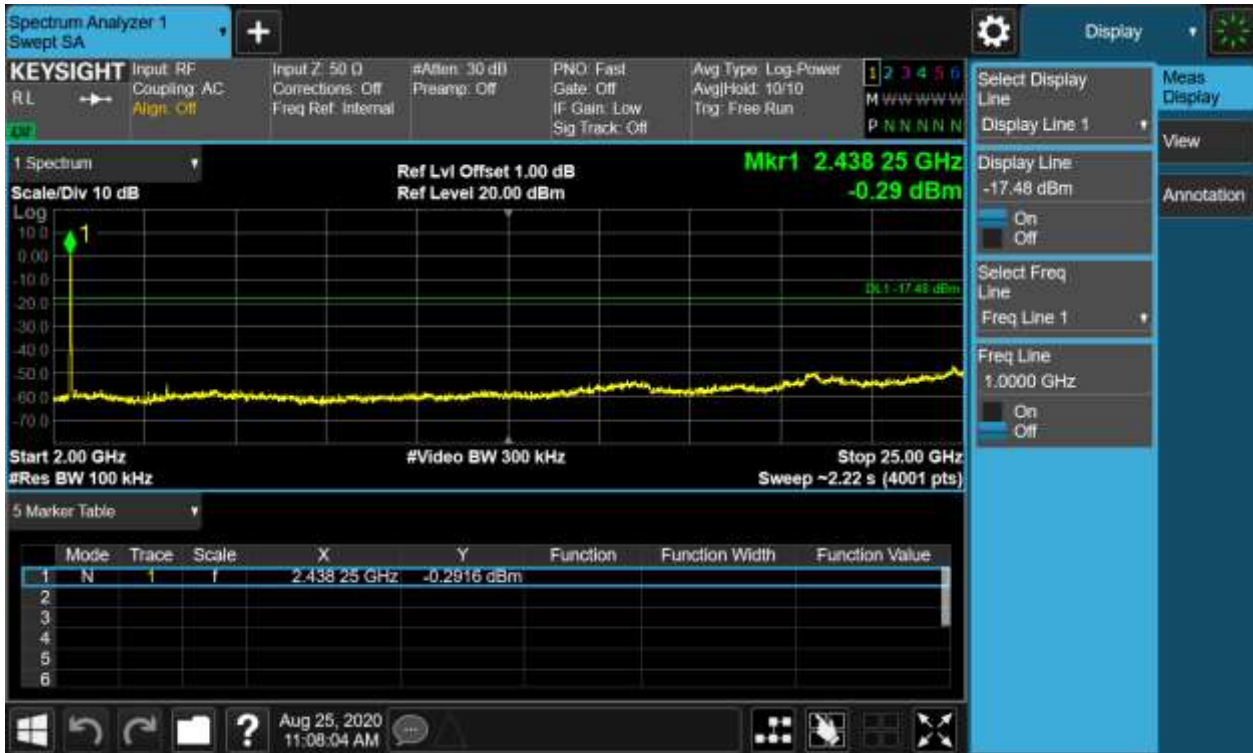 Spectrum Analyzer 1
Swept SA
+
Display
KEYSIGHT
RL
Input: RF
Coupling: AC
Align: Off
Input Z: 50 Ω
Corrections: Off
Freq Ref: Internal
#Atten: 30 dB
Preamp: Off
PNO: Fast
Gate: Off
IF Gain: Low
Sig Track: Off
Avg Type: Log-Power
Avg|Hold: 10/10
Trig: Free Run
1 2 3 4 5 6
M W W W W W
P N N N N N
1 Spectrum
Scale/Div 10 dB
Ref Lvl Offset 1.00 dB
Ref Level 20.00 dBm
Mkr1 2.438 25 GHz
-0.29 dBm
Log
10.0
0.00
-10.0
-20.0
-30.0
-40.0
-50.0
-60.0
-70.0
1
DL1 -17.48 dBm
Start 2.00 GHz
#Res BW 100 kHz
#Video BW 300 kHz
Stop 25.00 GHz
Sweep ~2.22 s (4001 pts)
5 Marker Table
Mode Trace Scale X Y Function Function Width Function Value
1 N 1 f 2.438 25 GHz -0.2916 dBm
2
3
4
5
6
?
Aug 25, 2020
11:08:04 AM
Select Display
Line
Display Line 1
Display Line
-17.48 dBm
On
Off
Select Freq
Line
Freq Line 1
Freq Line
1.0000 GHz
On
Off
Meas
Display
View
Annotation